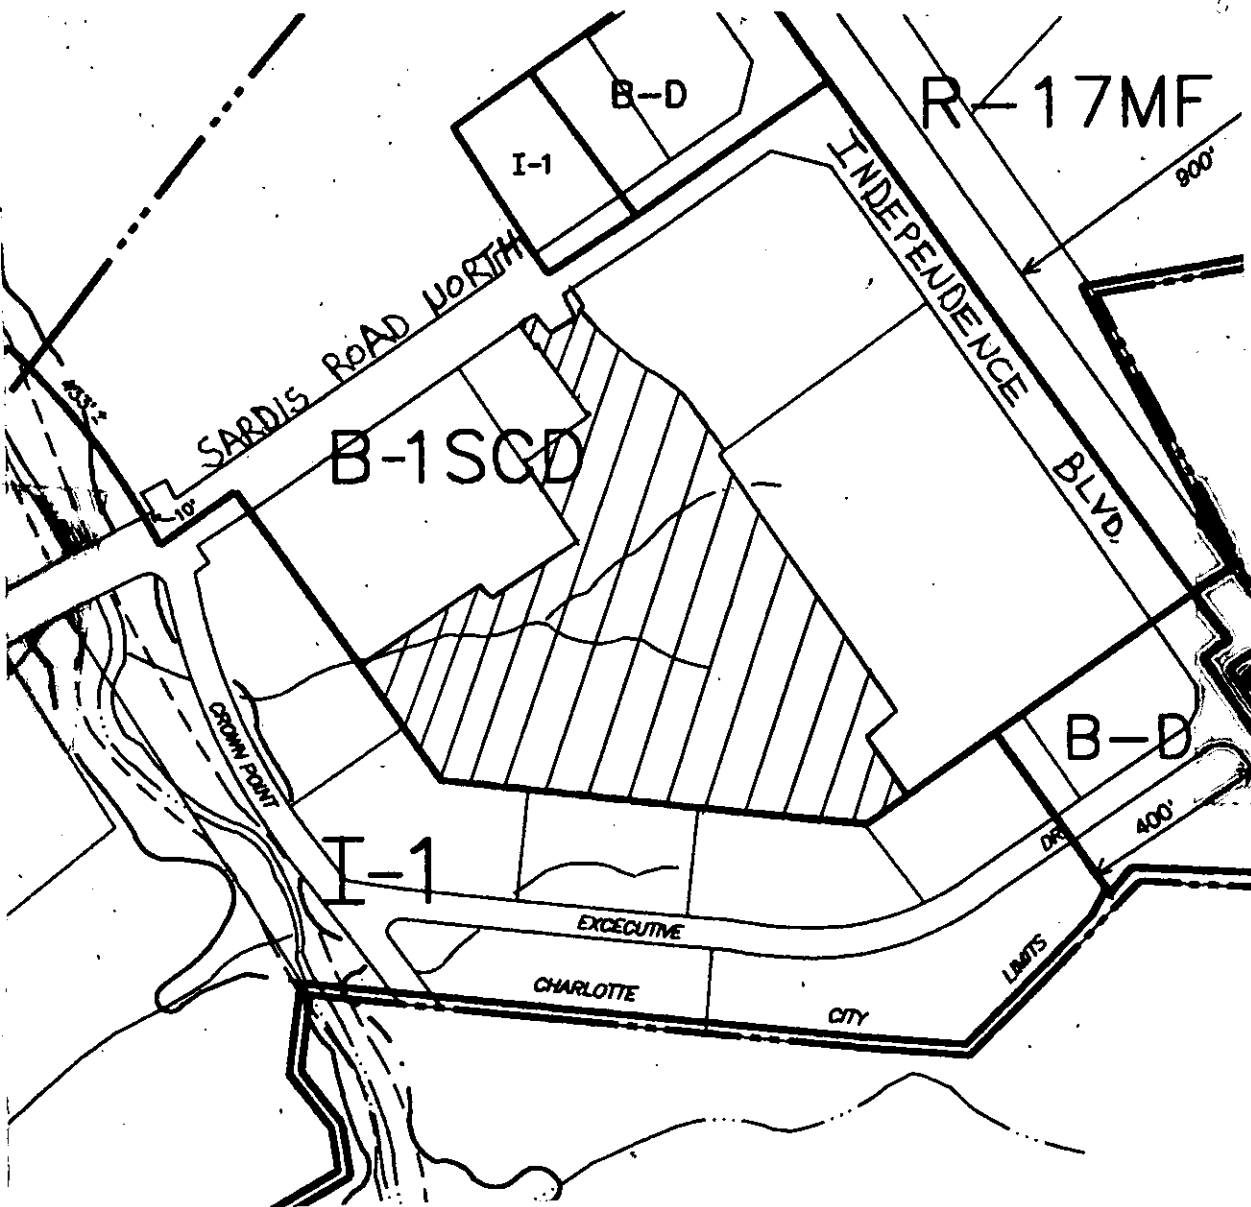 B-D
R-17MF
I-1
900'
INDEPENDENCE BLVD.
SARDIS ROAD NORTH
433' ±
B-1SCD
10'
CROWN POINT
B-D
400'
DR.
I-1
EXCECUTIVE
LIMITS
CHARLOTTE
CITY